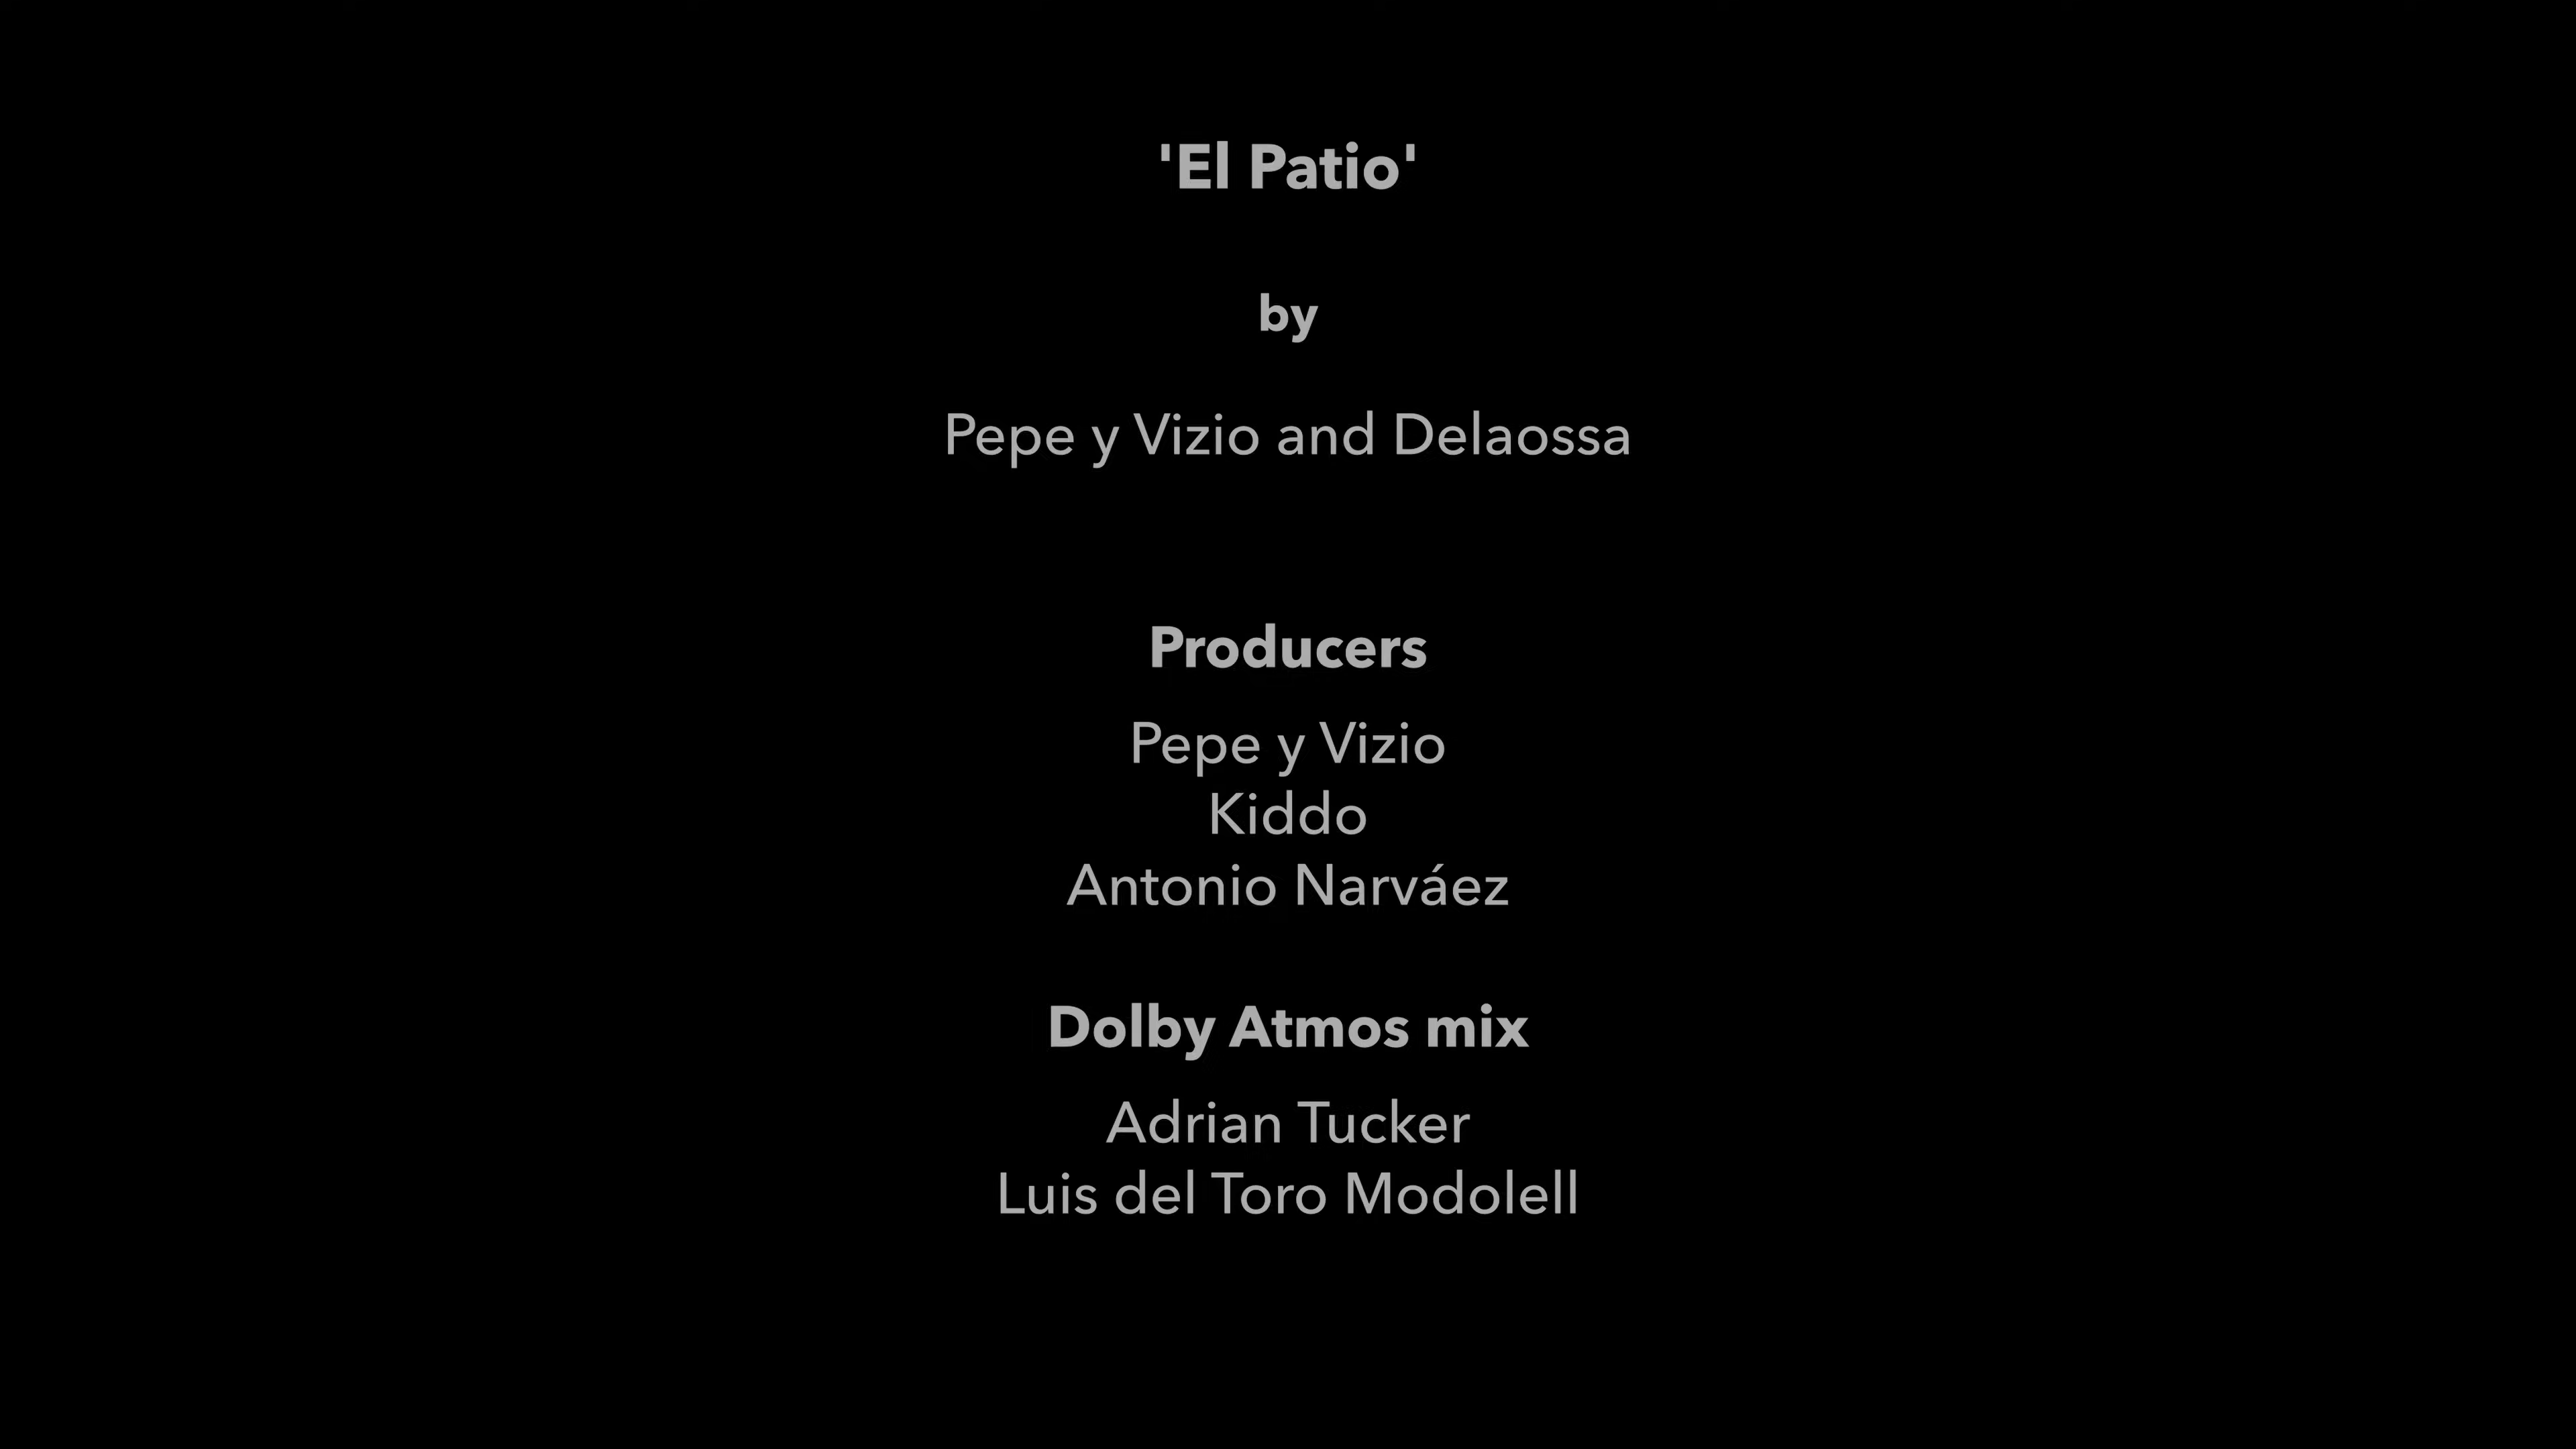 'El Patio'
by
Pepe y Vizio and Delaossa
Producers
Pepe y Vizio
Kiddo
Antonio Narváez
Dolby Atmos mix
Adrian Tucker
Luis del Toro Modolell